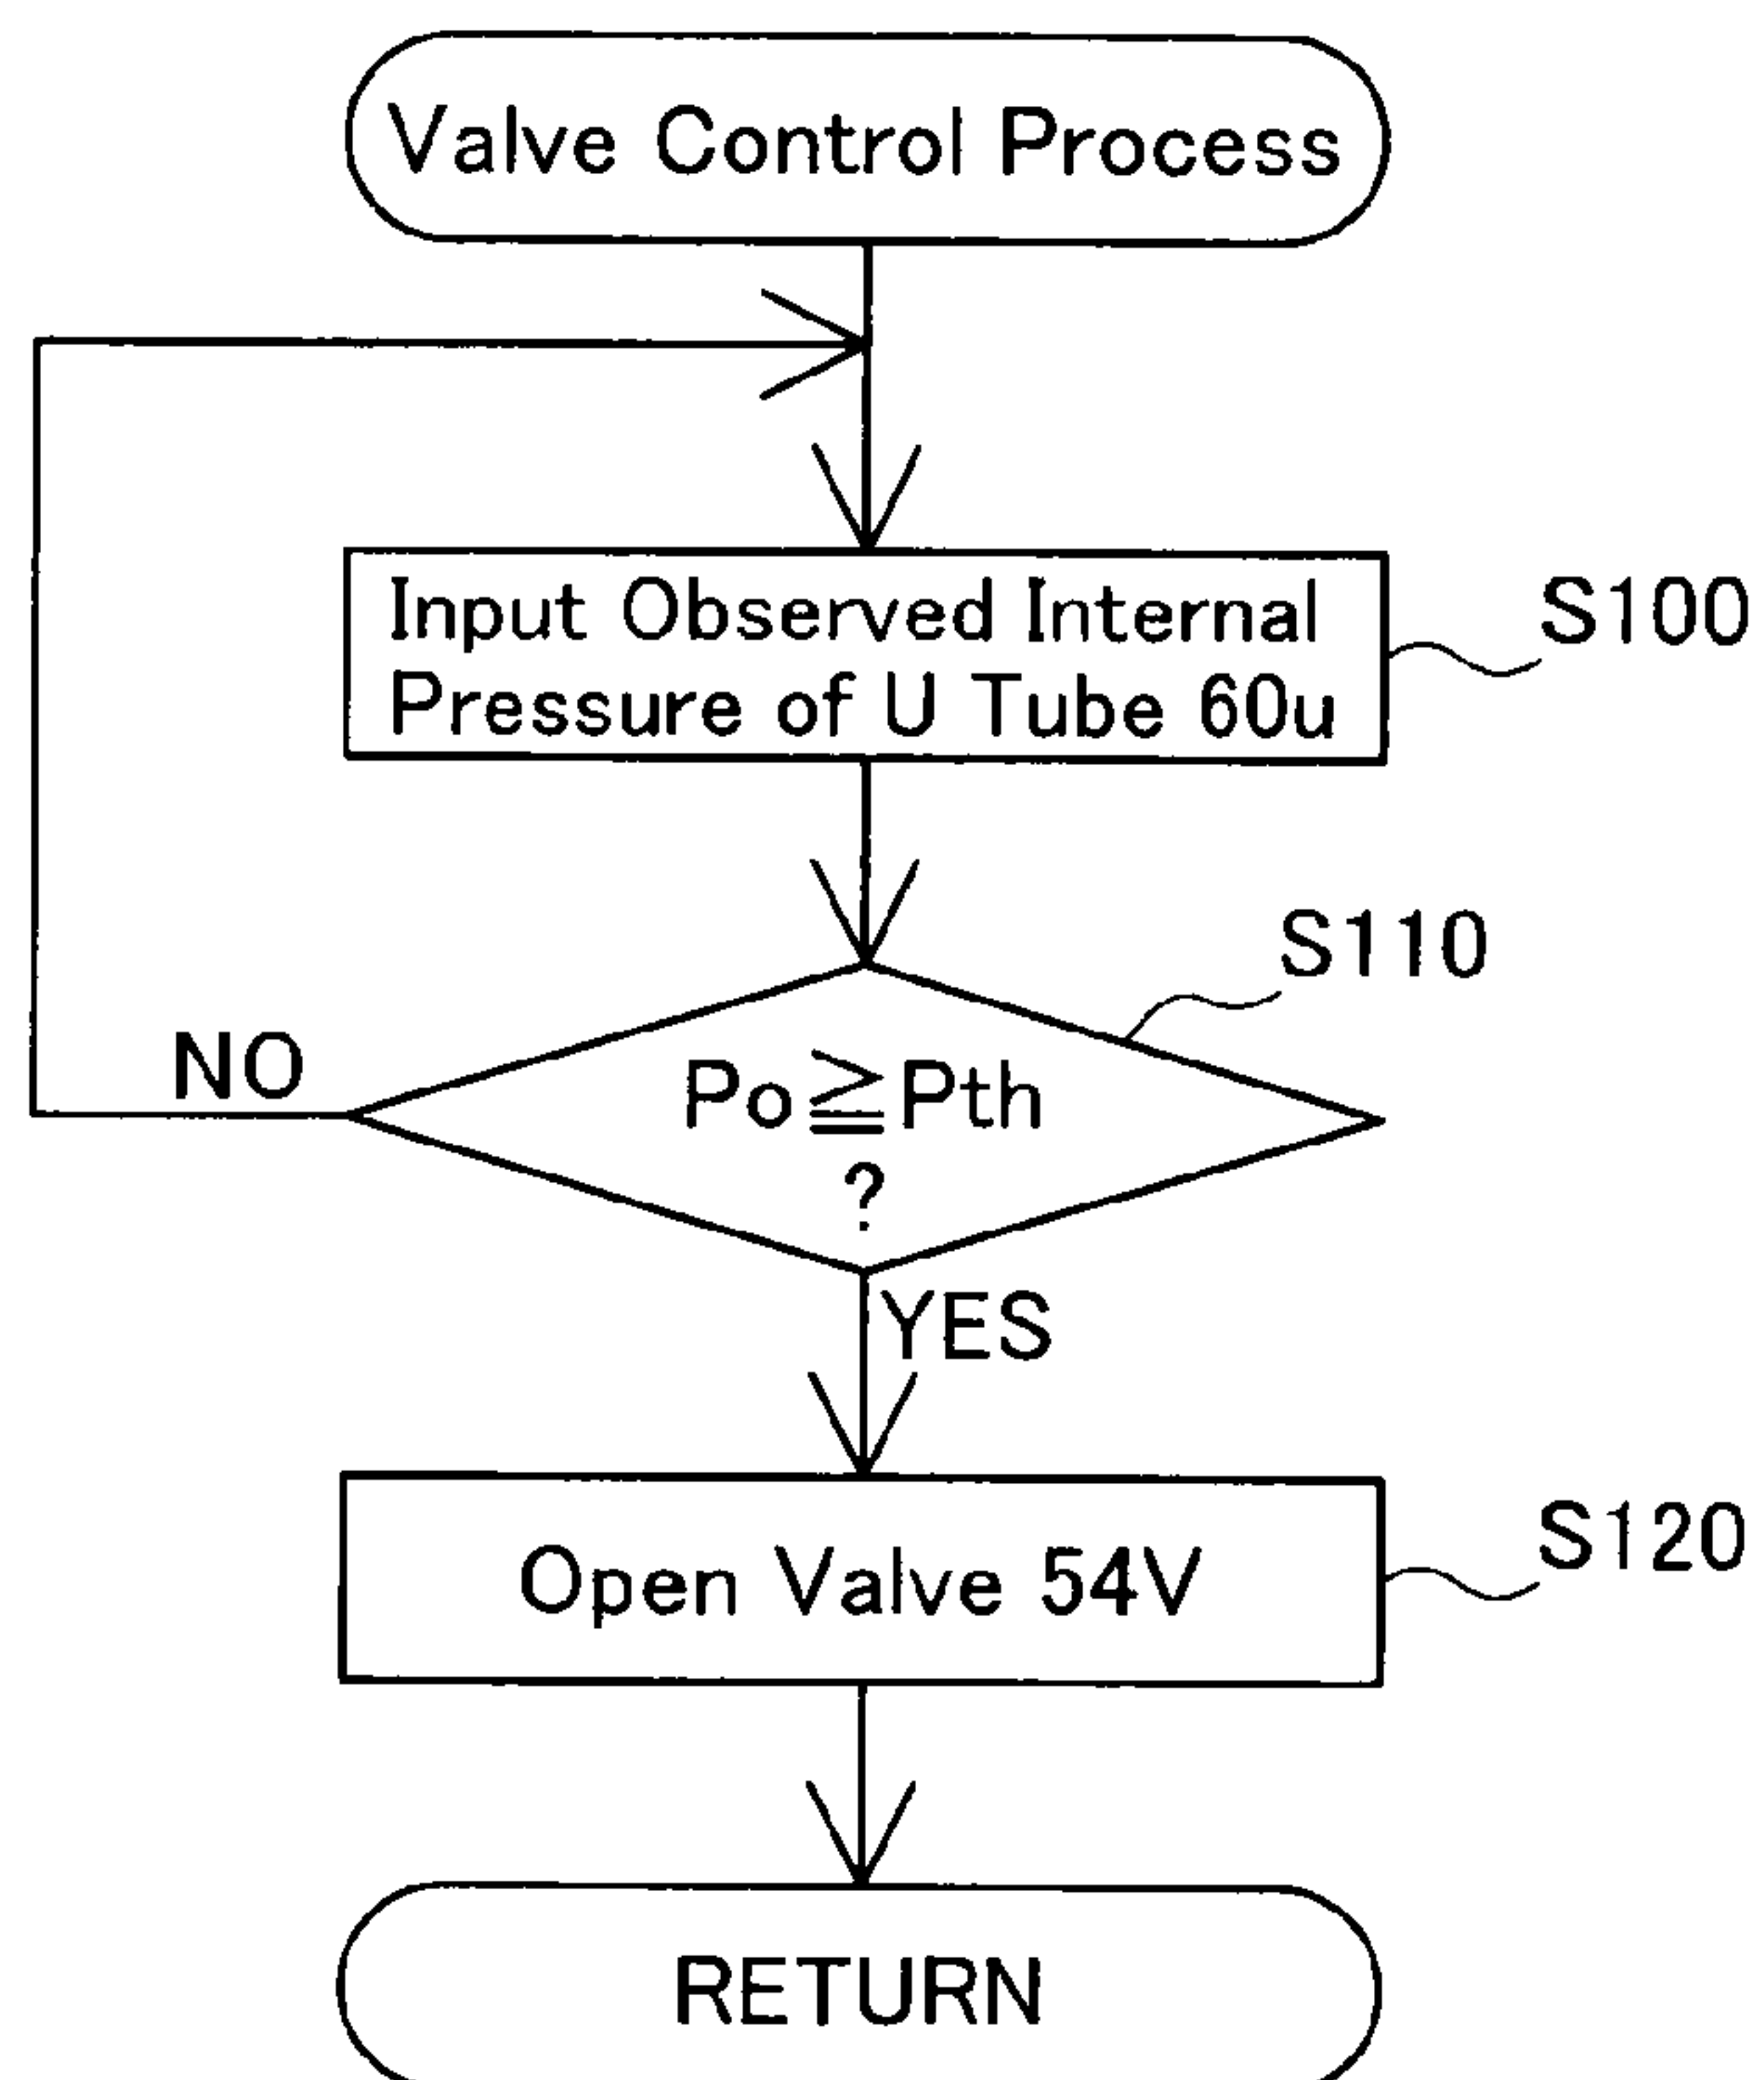 Valve Control Process
Input Observed Internal
Pressure of U Tube 60u
S100
S110
NO
Po≧Pth
?
YES
Open Valve 54V
S120
RETURN